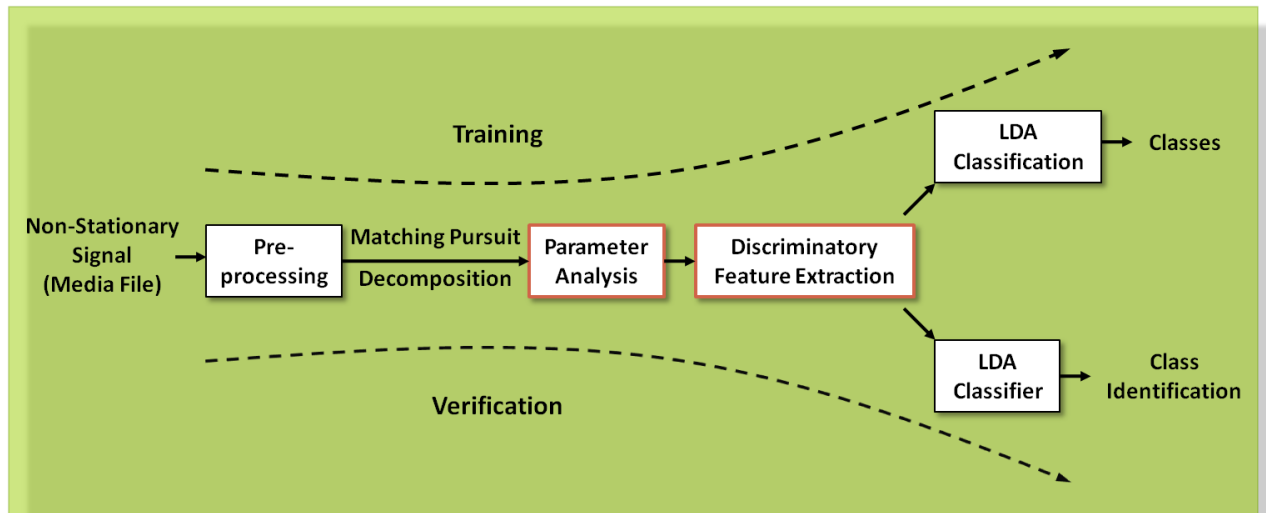 Training
LDA
Classification
Classes
Non-Stationary
Signal
(Media File)
Pre-
processing
Matching Pursuit
Decomposition
Parameter
Analysis
Discriminatory
Feature Extraction
LDA
Classifier
Class
Identification
Verification